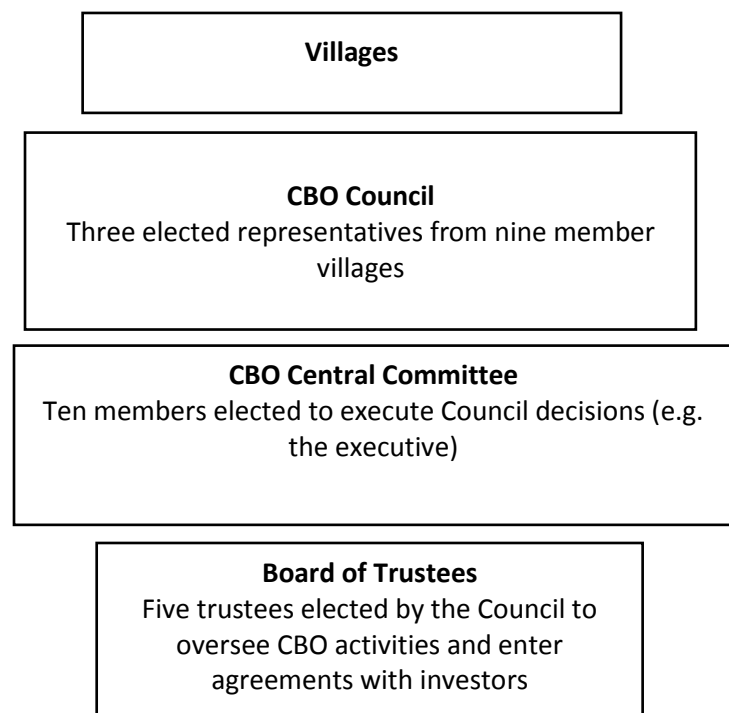 Villages
CBO Council
Three elected representatives from nine member
villages
CBO Central Committee
Ten members elected to execute Council decisions (e.g.
the executive)
Board of Trustees
Five trustees elected by the Council to
oversee CBO activities and enter
agreements with investors